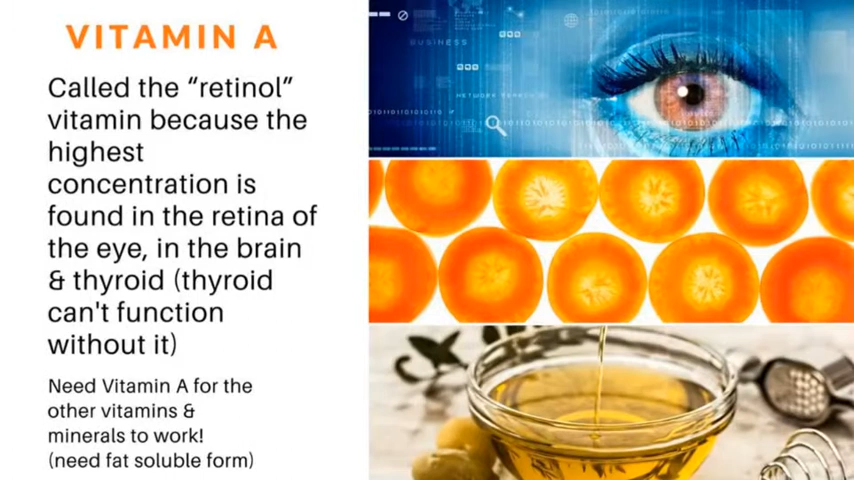 VITAMIN A
Called the “retinol”
vitamin because the
highest
concentration is
found in the retina of
the eye, in the brain
& thyroid (thyroid
can't function
without it)
Need Vitamin A for the
other vitamins &
minerals to work!
(need fat soluble form)
BUSINESS